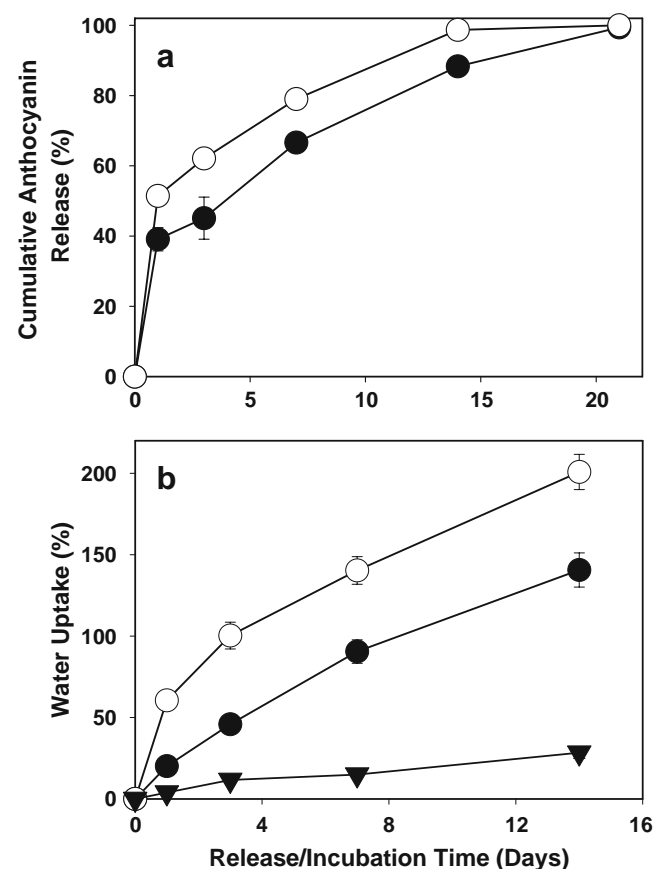 a
Cumulative Anthocyanin
Release (%)
100
80
60
40
20
0
0 5 10 15 20
b
Water Uptake (%)
200
150
100
50
0
0 4 8 12 16
Release/Incubation Time (Days)